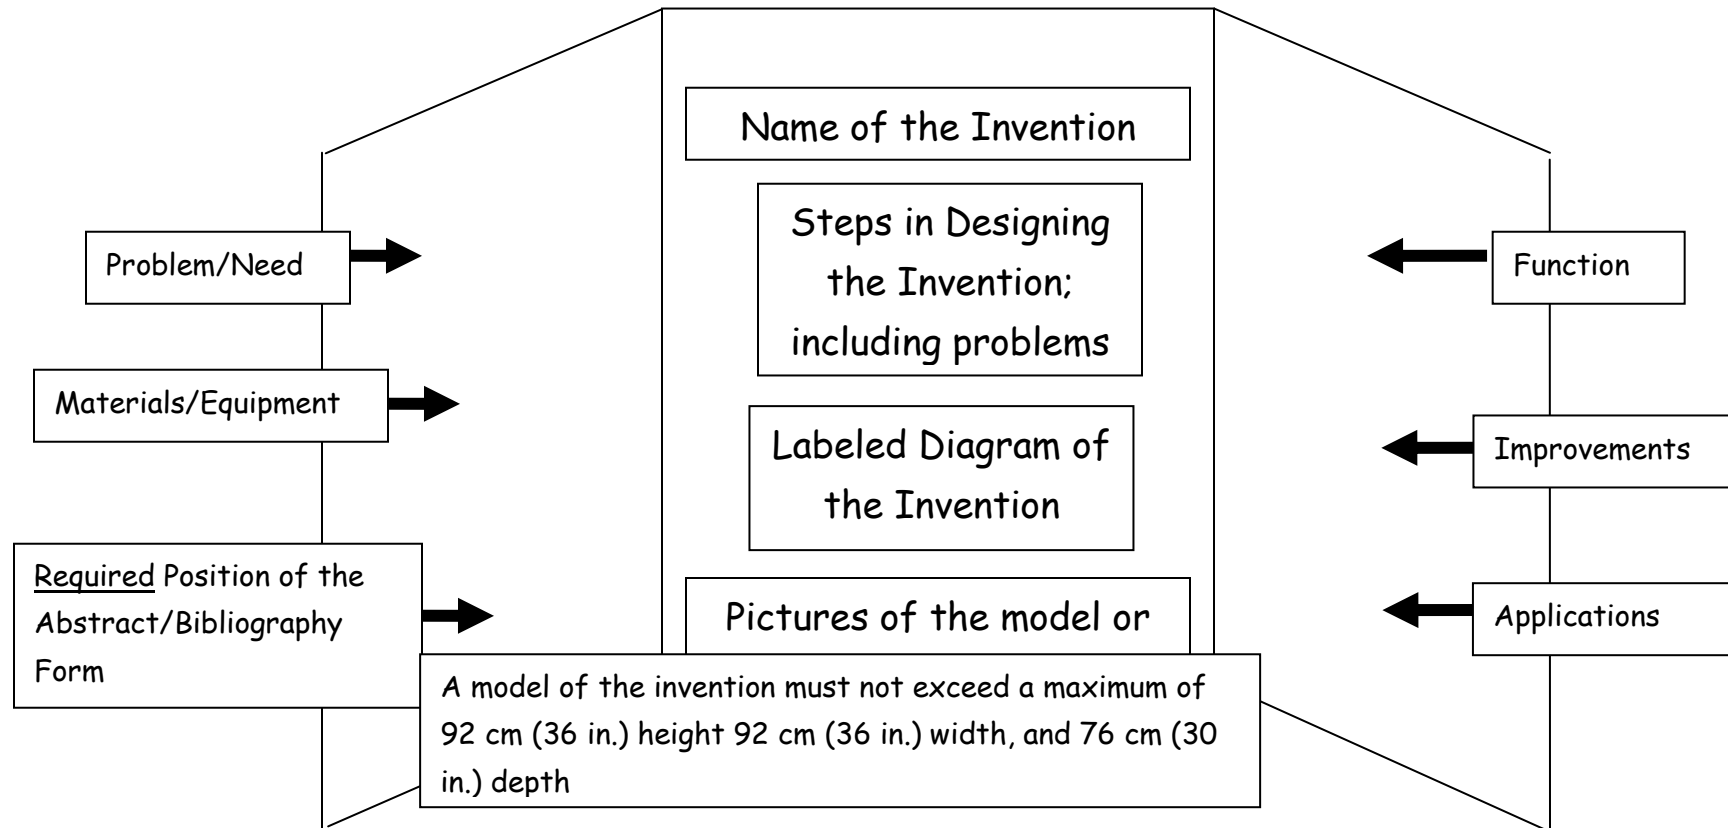 Name of the Invention
Steps in Designing
the Invention;
including problems
Labeled Diagram of
the Invention
Pictures of the model or
Problem/Need
Materials/Equipment
Required Position of the
Abstract/Bibliography
Form
Function
Improvements
Applications
A model of the invention must not exceed a maximum of
92 cm (36 in.) height 92 cm (36 in.) width, and 76 cm (30
in.) depth